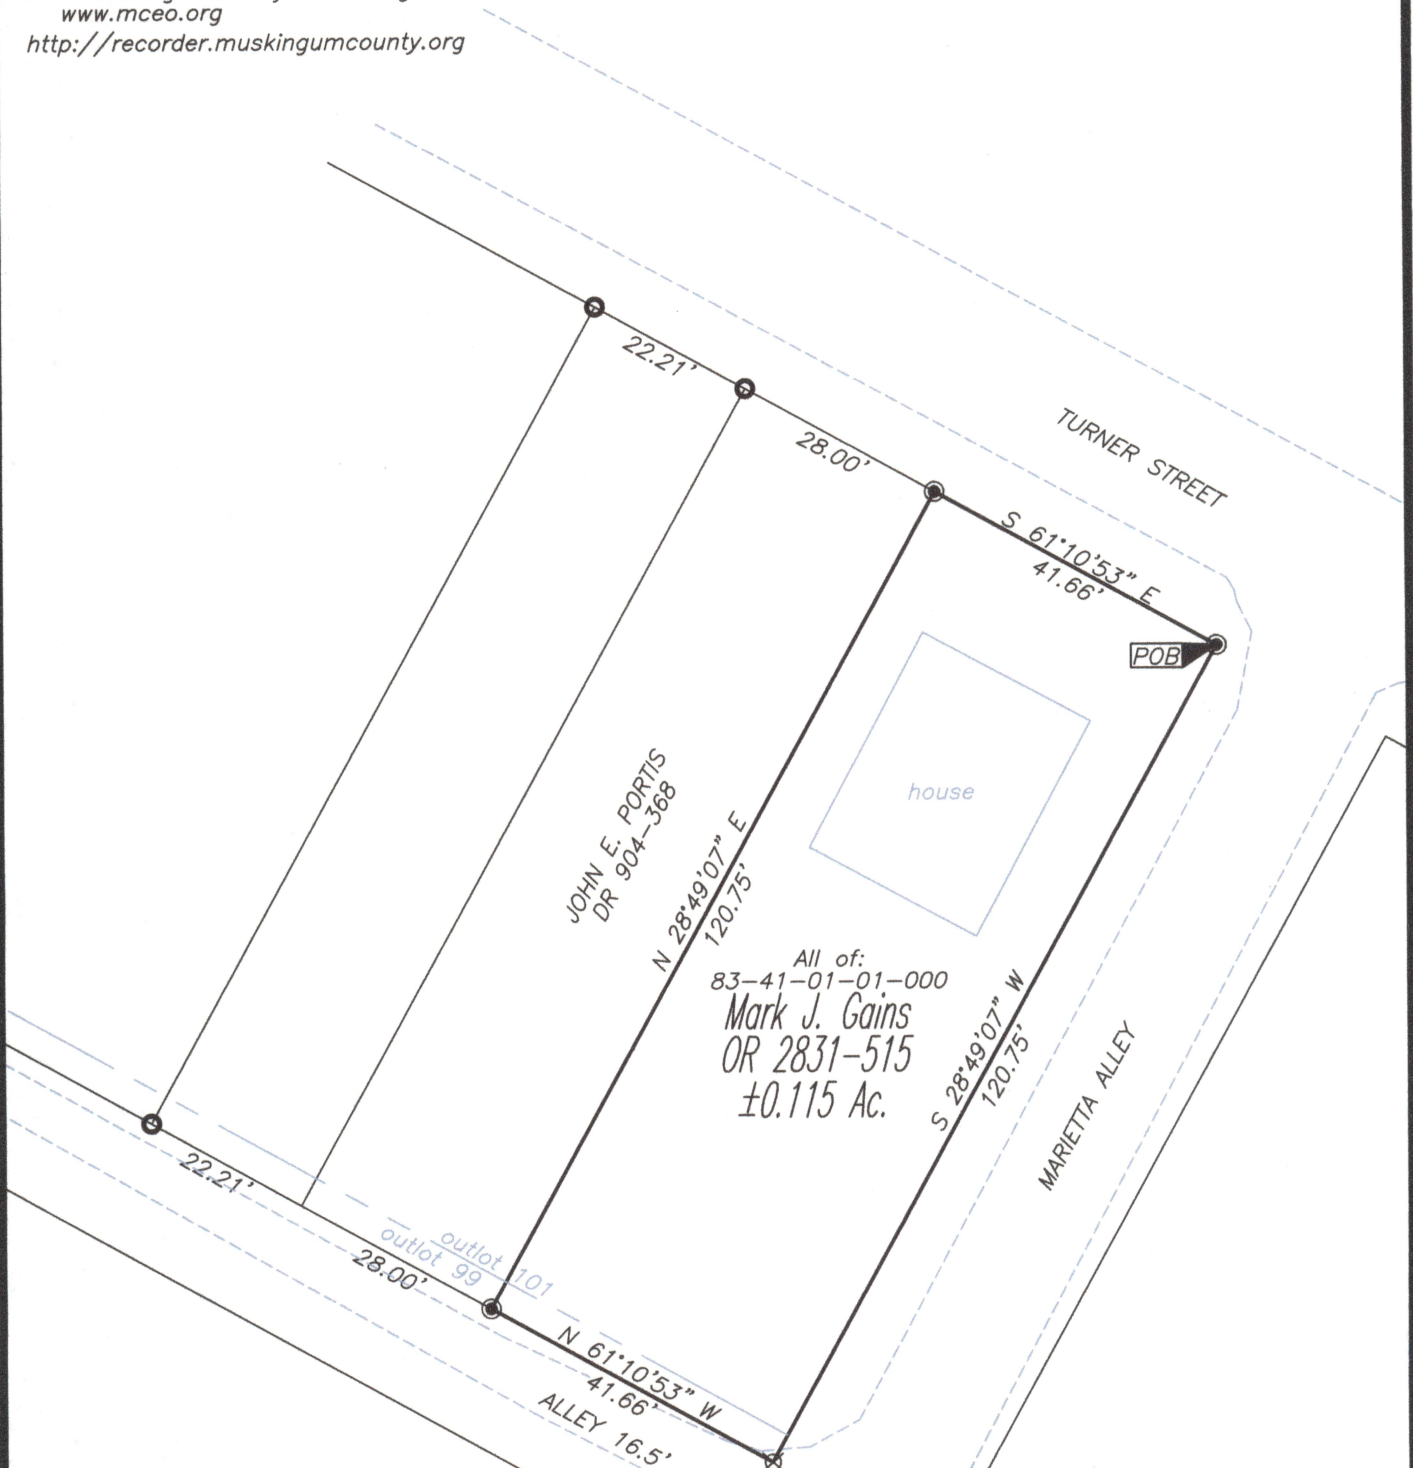 www.mceo.org
http://recorder.muskingumcounty.org
22.21'
28.00'
TURNER STREET
S 61°10'53" E
41.66'
POB
house
JOHN E. PORTIS
DR 904-368
N 28°49'07" E
120.75'
All of:
83-41-01-01-000
Mark J. Gains
OR 2831-515
±0.115 Ac.
S 28°49'07" W
120.75'
MARIETTA ALLEY
22.21'
28.00'
outlot 101
outlot 99
N 61°10'53" W
41.66'
ALLEY 16.5'